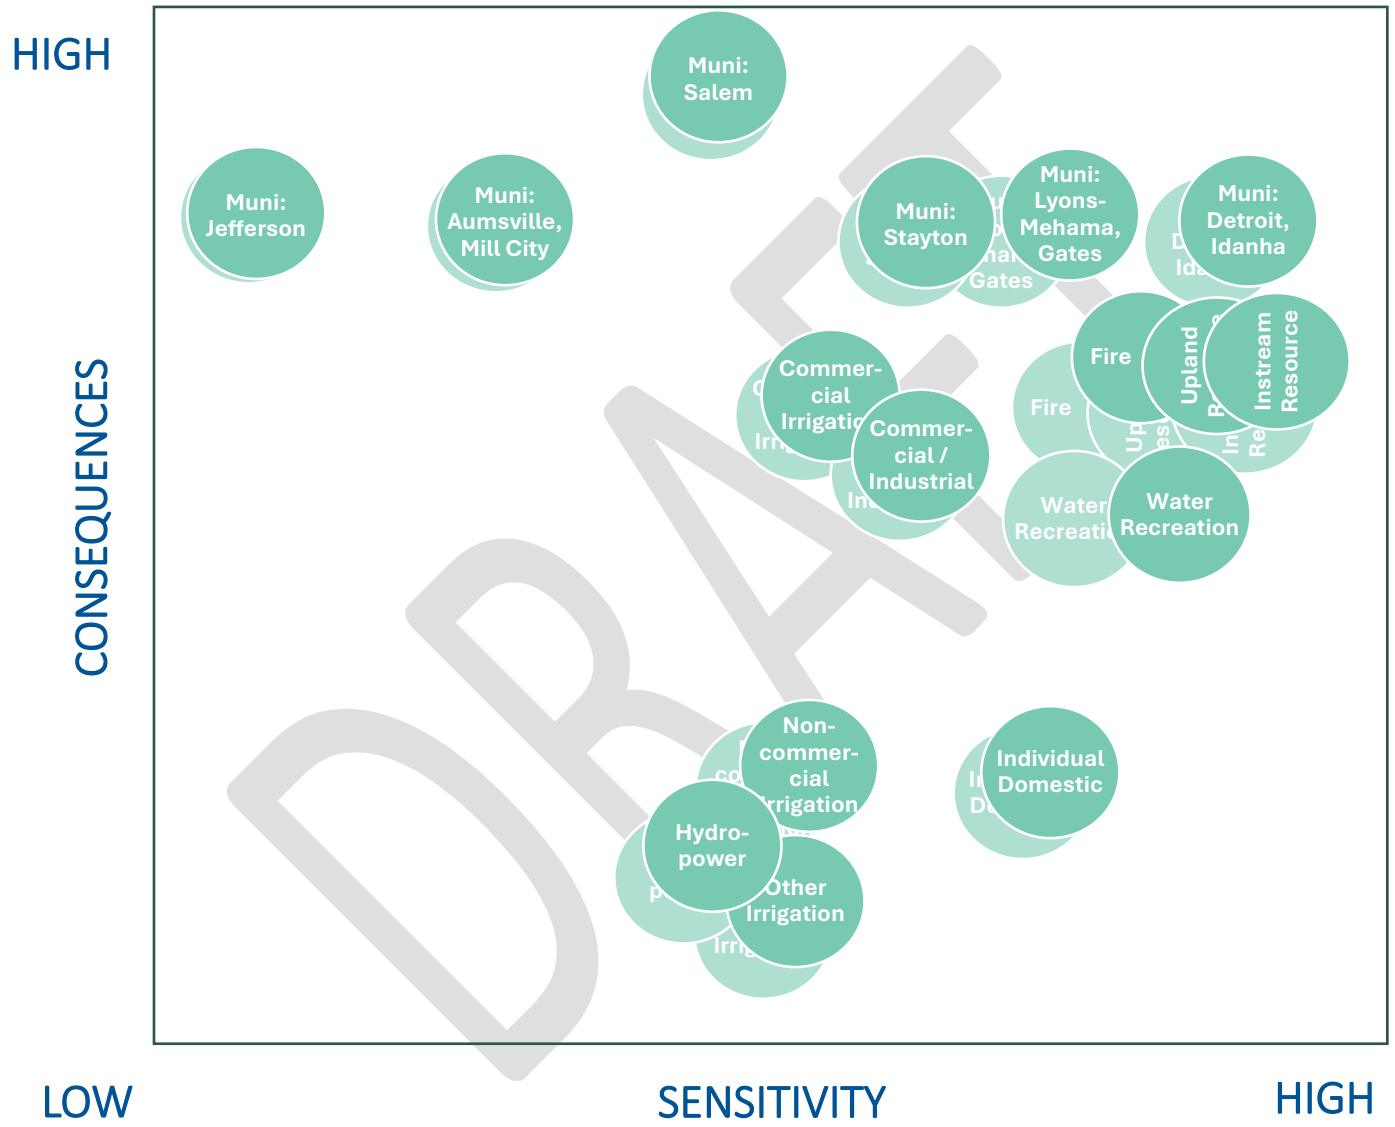 HIGH
CONSEQUENCES
LOW
SENSITIVITY
HIGH
DRAFT
Muni:
Salem
Muni:
Jefferson
Muni:
Aumsville,
Mill City
Muni:
Stayton
Muni:
Lyons-
Mehama,
Gates
Gates
Muni:
Detroit,
Idanha
Commer-
cial
Irrigation
Commer-
cial /
Industrial
Fire
Fire
Upland
Instream
Resource
Water
Recreation
Water
Non-
commer-
cial
Irrigation
Hydro-
power
Other
Irrigation
Individual
Domestic